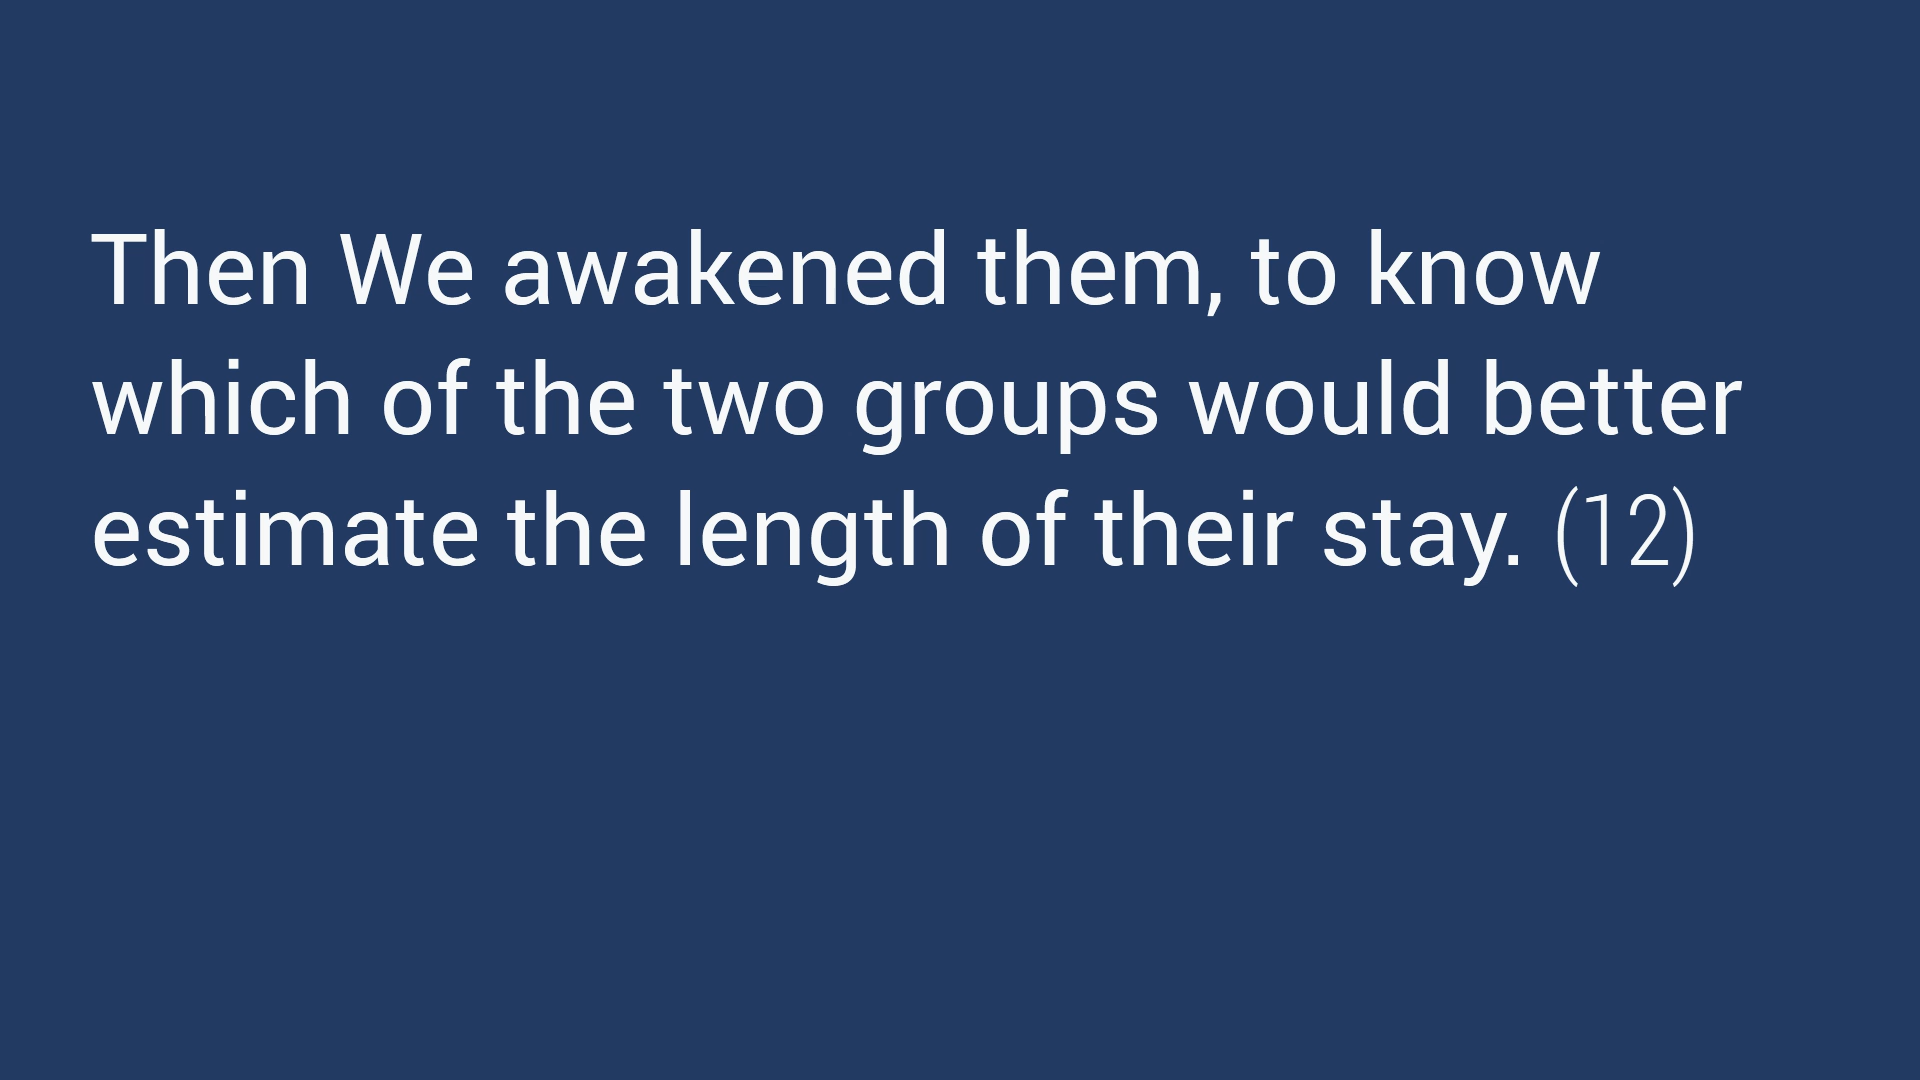 Then We awakened them, to know
which of the two groups would better
estimate the length of their stay. (12)